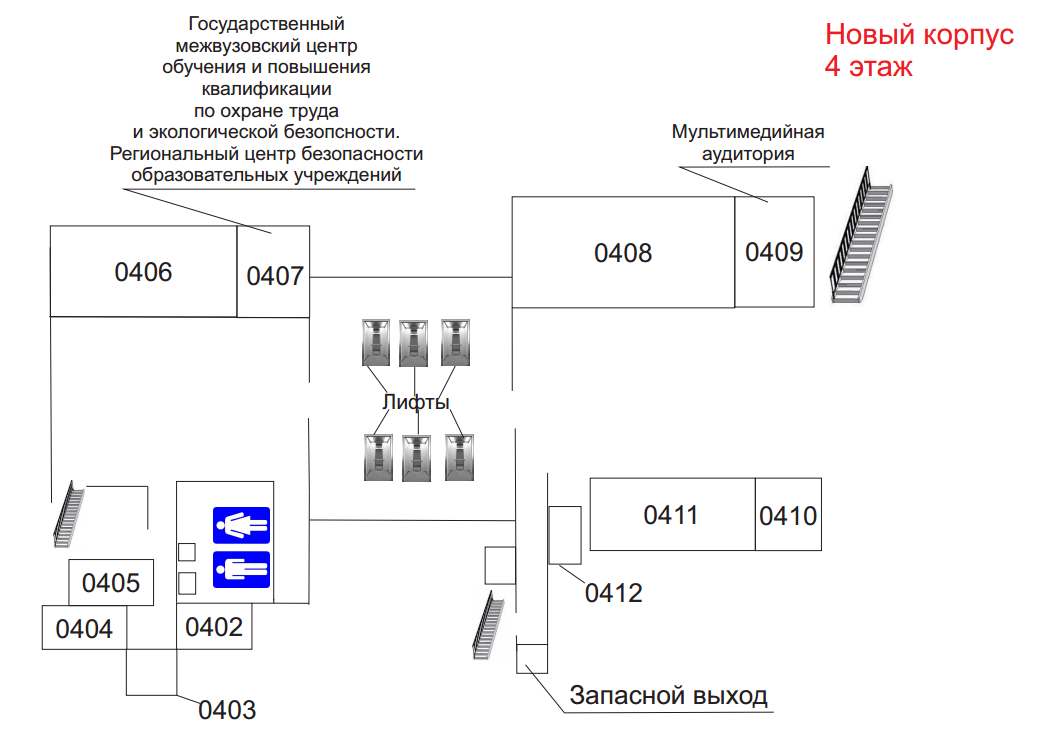 Государственный
межвузовский центр
обучения и повышения
квалификации
по охране труда
и экологической безопсности.
Региональный центр безопасности
образовательных учреждений
Новый корпус
4 этаж
Мультимедийная
аудитория
0406
0407
0408
0409
Лифты
0411
0410
0412
0405
0404
0402
0403
Запасной выход